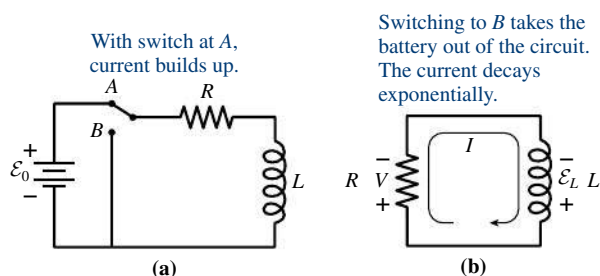 With switch at A,
current builds up.
A
R
B
+
ℰ0
−
L
(a)
Switching to B takes the
battery out of the circuit.
The current decays
exponentially.
I
− −
R V ℰL L
+ +
(b)